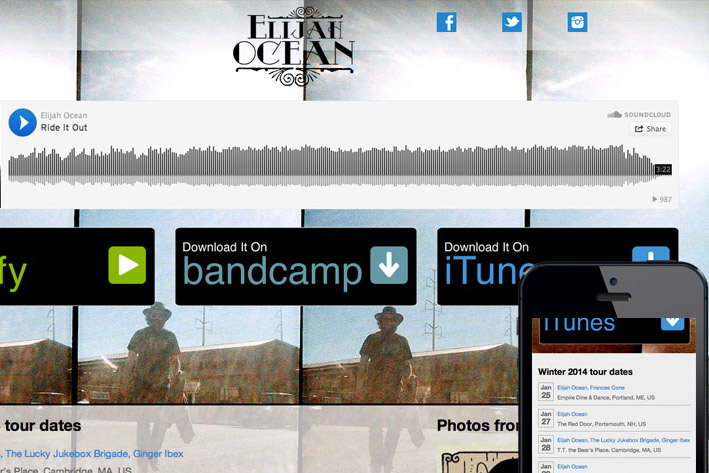 ELIJAH
OCEAN
Elijah Ocean
Ride It Out
SOUNDCLOUD
Share
3:22
987
fy
Download It On
bandcamp
Download It On
iTune
tour dates
, The Lucky Jukebox Brigade, Ginger Ibex
Place, Cambridge, MA, US
Photos fro
iTunes
Winter 2014 tour dates
Jan
25
Elijah Ocean, Frances Cone
Empire Dine & Dance, Portland, ME, US
Jan
27
Elijah Ocean
The Red Door, Portsmouth, NH, US
Jan
28
Elijah Ocean, The Lucky Jukebox Brigade, Ginger Ibex
T.T. the Bear's Place, Cambridge, MA, US
Jan
Elijah Ocean